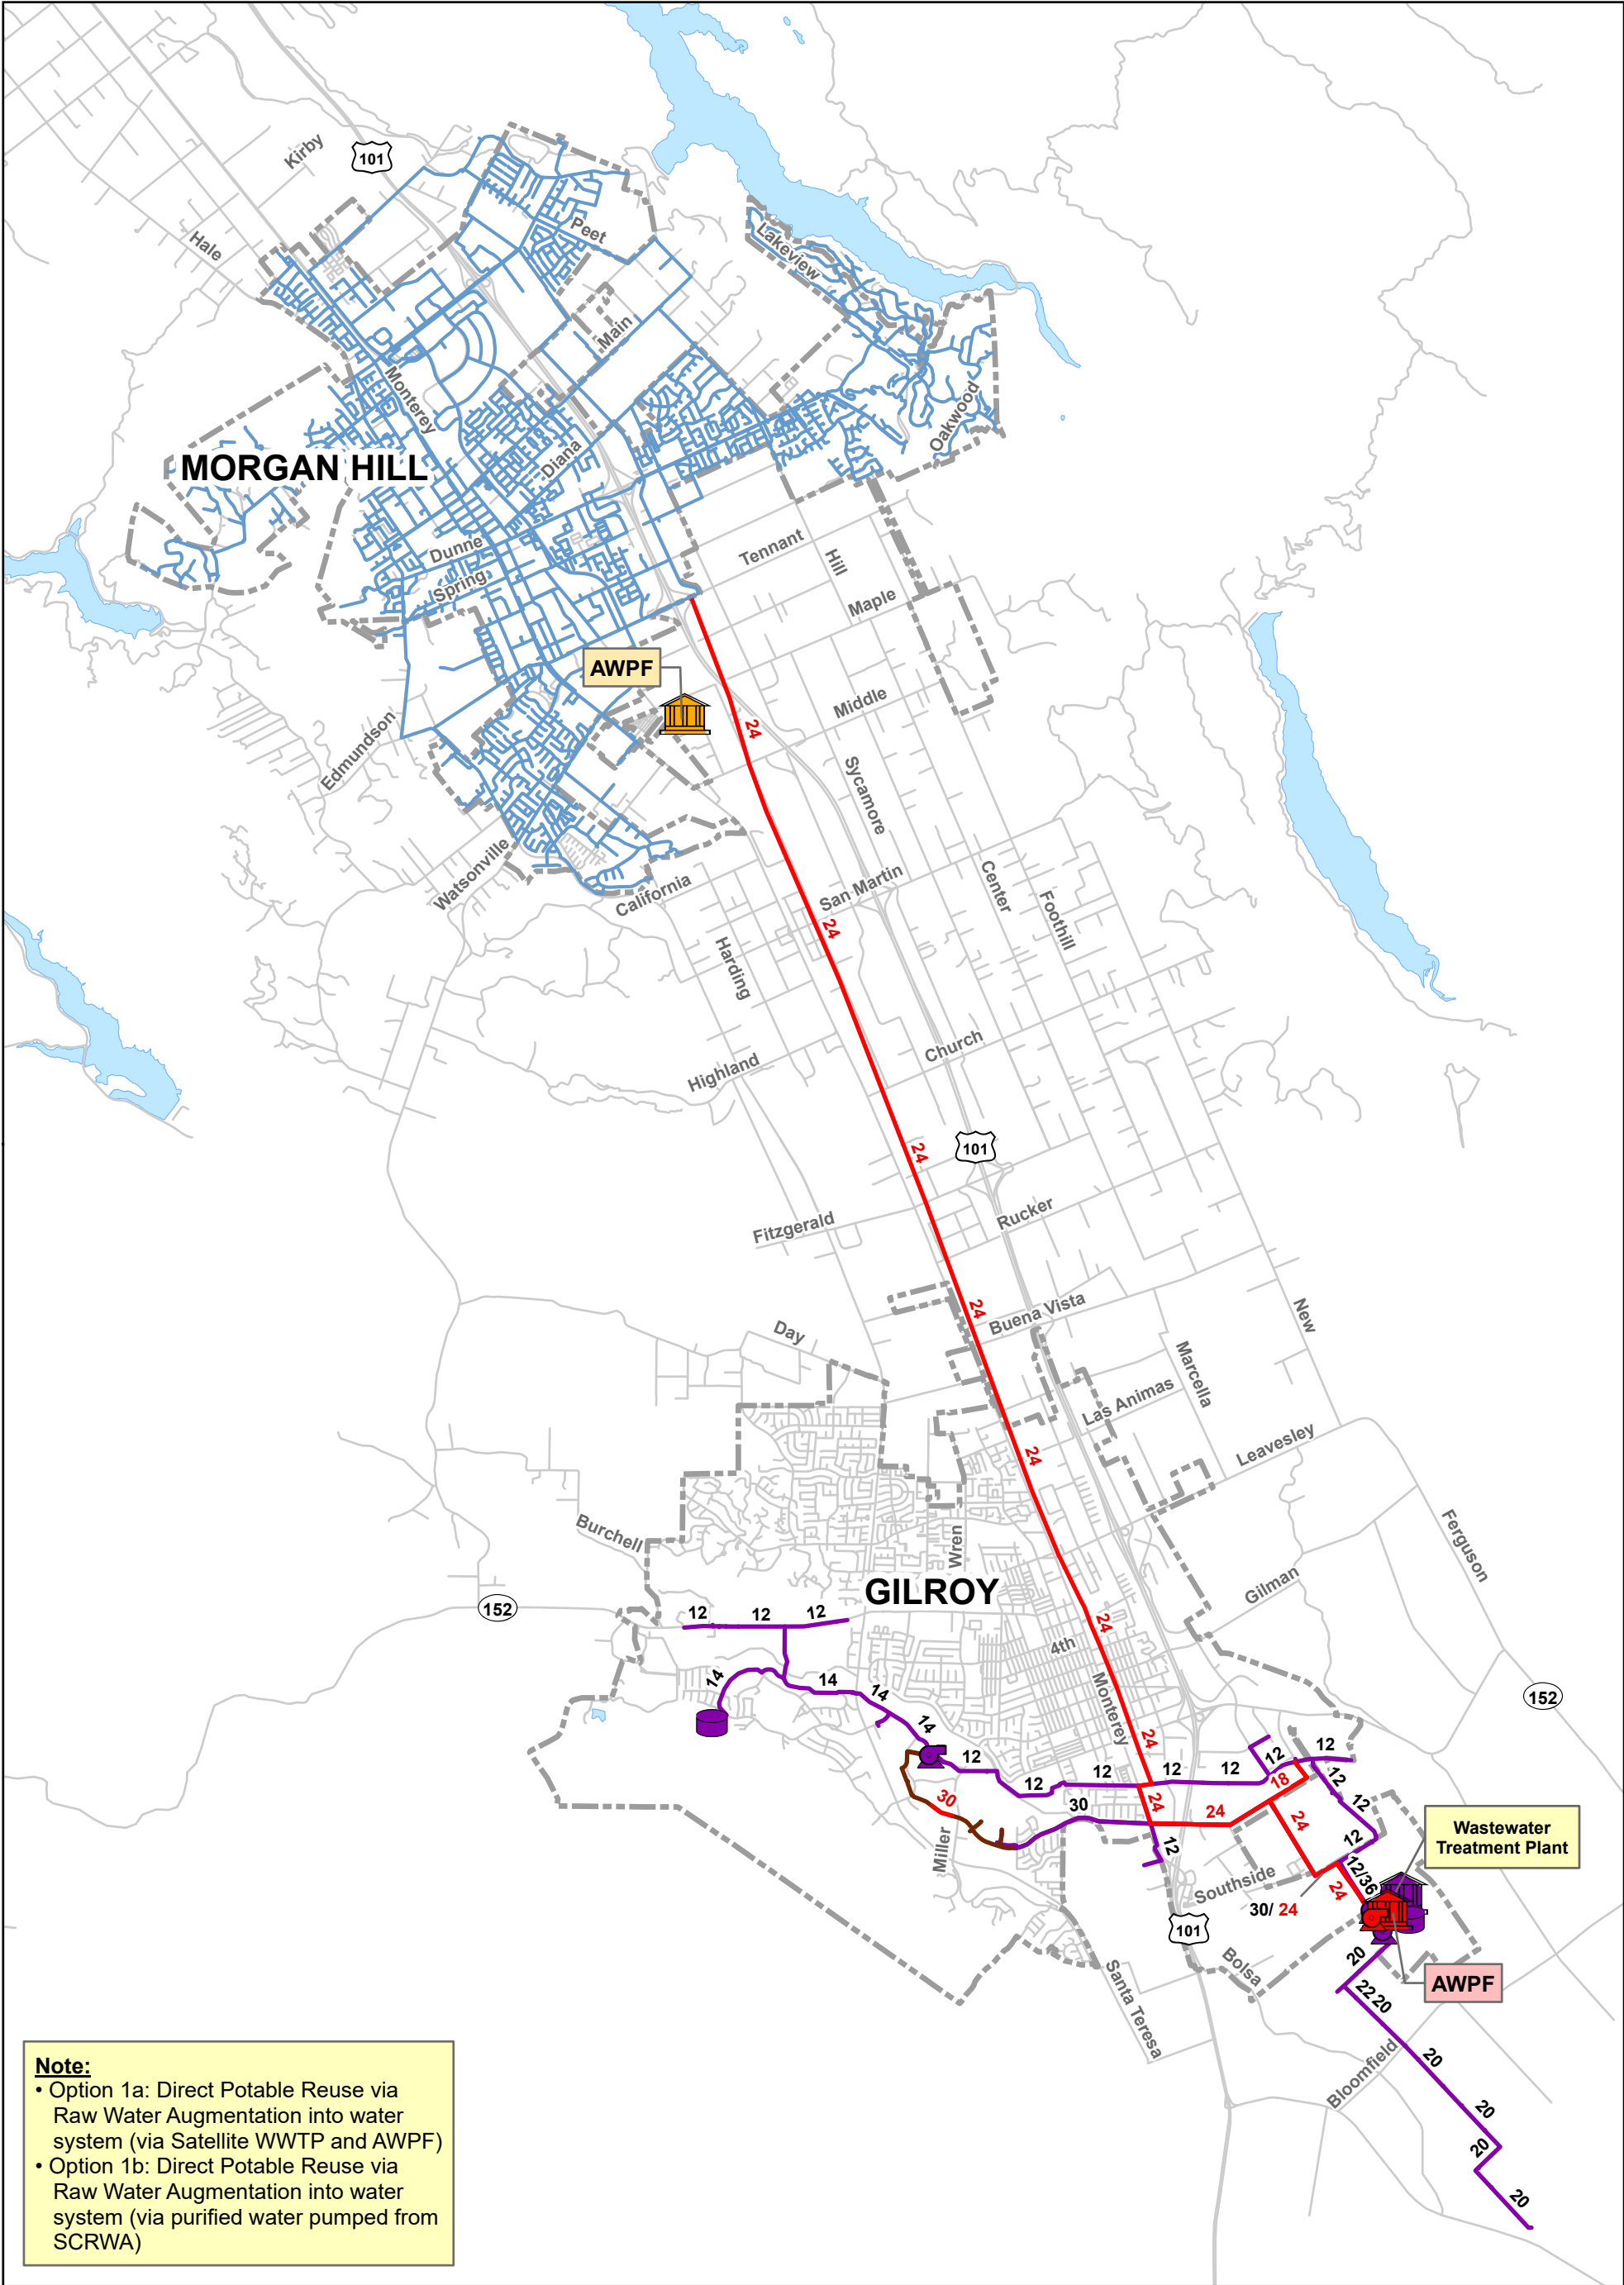 Kirby
101
Hale
Peet
Lakeview
Main
Monterey
Oakwood
MORGAN HILL
Diana
Dunne
Spring
Tennant
Hill
Maple
AWPF
Middle
24
Edmundson
Sycamore
Watsonville
California
San Martin
Center
Foothill
24
Harding
Church
Highland
24
101
Fitzgerald
Rucker
24
Buena Vista
New
Day
Marcella
Las Animas
24
Leavesley
Burchell
Wren
Ferguson
GILROY
Gilman
152
12
12
12
24
4th
14
14
14
14
Monterey
152
24
12
12
12
12
12
12
12
12
18
12
30
30
24
24
24
12
12
Miller
12
Wastewater
Treatment Plant
12/36
Southside
24
30/ 24
101
Bolsa
20
AWPF
Santa Teresa
22
20
20
Bloomfield
20
20
20
Note:
• Option 1a: Direct Potable Reuse via
Raw Water Augmentation into water
system (via Satellite WWTP and AWPF)
• Option 1b: Direct Potable Reuse via
Raw Water Augmentation into water
system (via purified water pumped from
SCRWA)